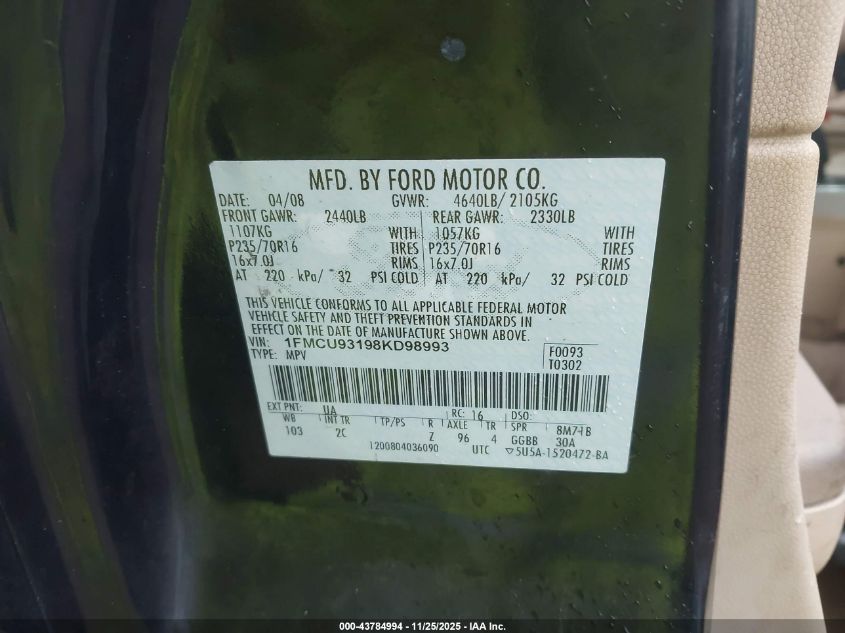 MFD. BY FORD MOTOR CO.
DATE: 04/08 GVWR: 4640LB/ 2105KG
FRONT GAWR: 2440LB REAR GAWR: 2330LB
1107KG WITH 1057KG WITH
P235/70R16 TIRES P235/70R16 TIRES
16x7.0J RIMS 16x7.0J RIMS
AT 220 kPa/ 32 PSI COLD AT 220 kPa/ 32 PSI COLD
THIS VEHICLE CONFORMS TO ALL APPLICABLE FEDERAL MOTOR
VEHICLE SAFETY AND THEFT PREVENTION STANDARDS IN
EFFECT ON THE DATE OF MANUFACTURE SHOWN ABOVE.
VIN: 1FMCU93198KD98993 F0093
TYPE: MPV T0302
EXT PNT: UA RC: 16 DSO:
WB INT TR TP/PS R AXLE TR SPR 8M71B
103 2C Z 96 4 GGBB 30A
1200804036090 UTC ▽5U5A-1520472-BA
000-43784994 - 11/25/2025 - IAA Inc.